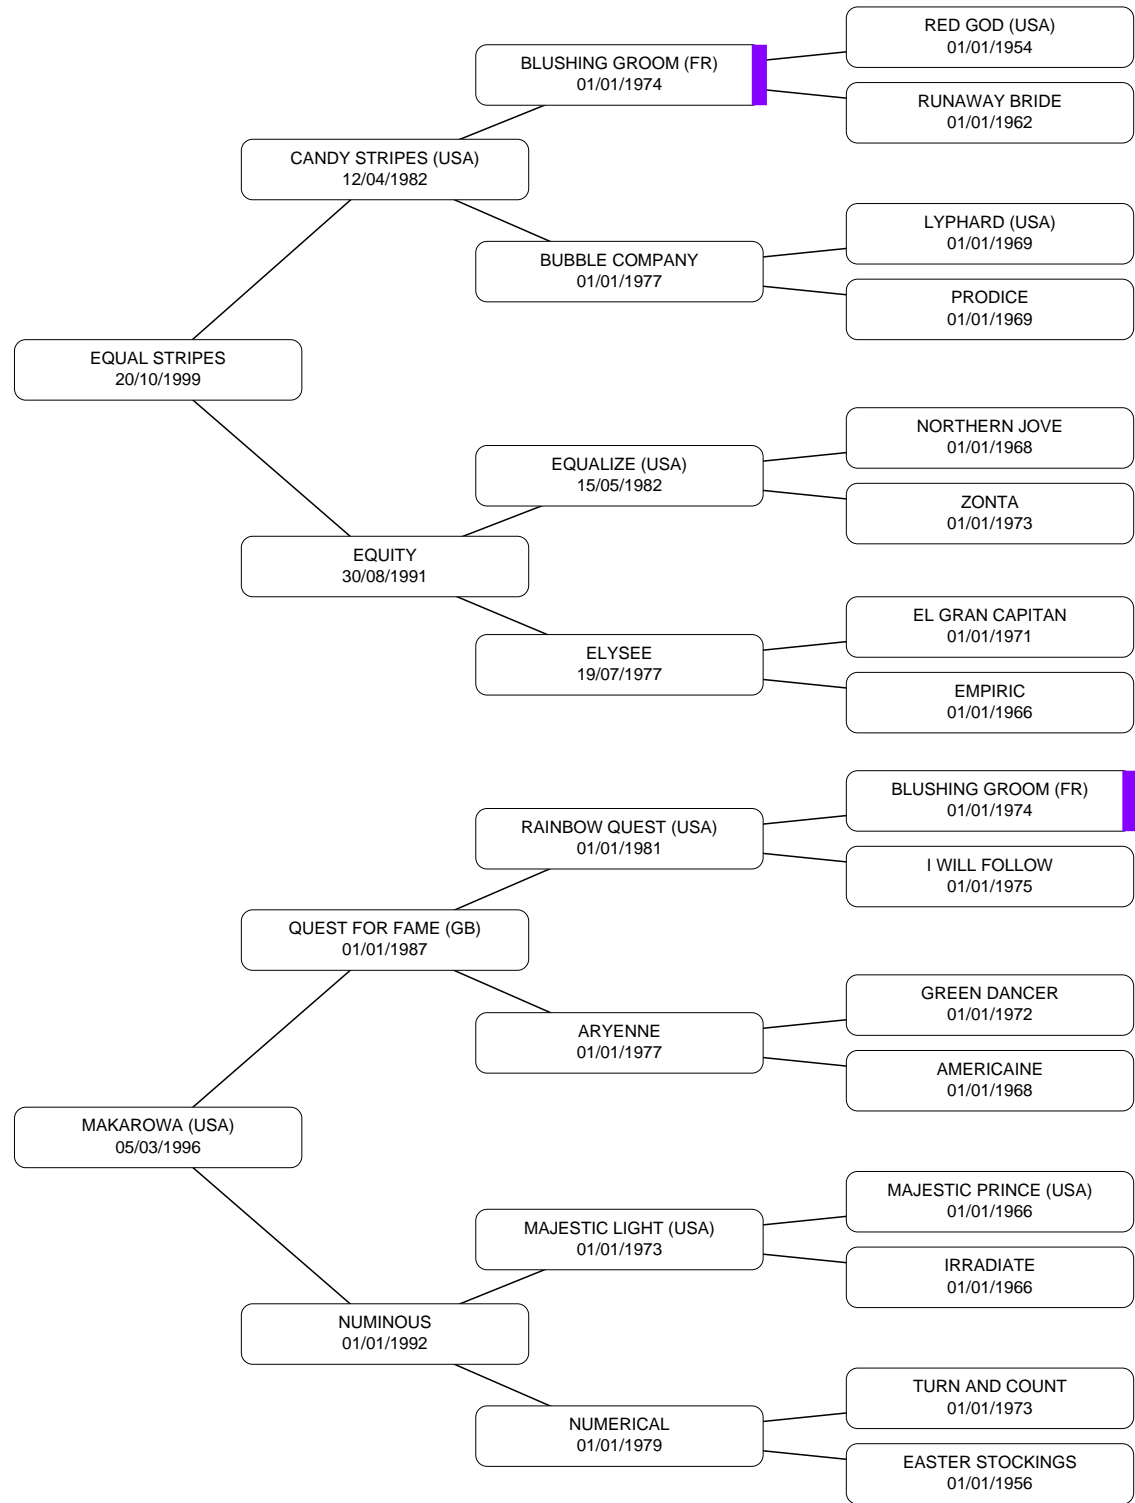 RED GOD (USA)
01/01/1954
BLUSHING GROOM (FR)
01/01/1974
RUNAWAY BRIDE
01/01/1962
CANDY STRIPES (USA)
12/04/1982
LYPHARD (USA)
01/01/1969
BUBBLE COMPANY
01/01/1977
PRODICE
01/01/1969
EQUAL STRIPES
20/10/1999
NORTHERN JOVE
01/01/1968
EQUALIZE (USA)
15/05/1982
ZONTA
01/01/1973
EQUITY
30/08/1991
EL GRAN CAPITAN
01/01/1971
ELYSEE
19/07/1977
EMPIRIC
01/01/1966
BLUSHING GROOM (FR)
01/01/1974
RAINBOW QUEST (USA)
01/01/1981
I WILL FOLLOW
01/01/1975
QUEST FOR FAME (GB)
01/01/1987
GREEN DANCER
01/01/1972
ARYENNE
01/01/1977
AMERICAINE
01/01/1968
MAKAROWA (USA)
05/03/1996
MAJESTIC PRINCE (USA)
01/01/1966
MAJESTIC LIGHT (USA)
01/01/1973
IRRADIATE
01/01/1966
NUMINOUS
01/01/1992
TURN AND COUNT
01/01/1973
NUMERICAL
01/01/1979
EASTER STOCKINGS
01/01/1956